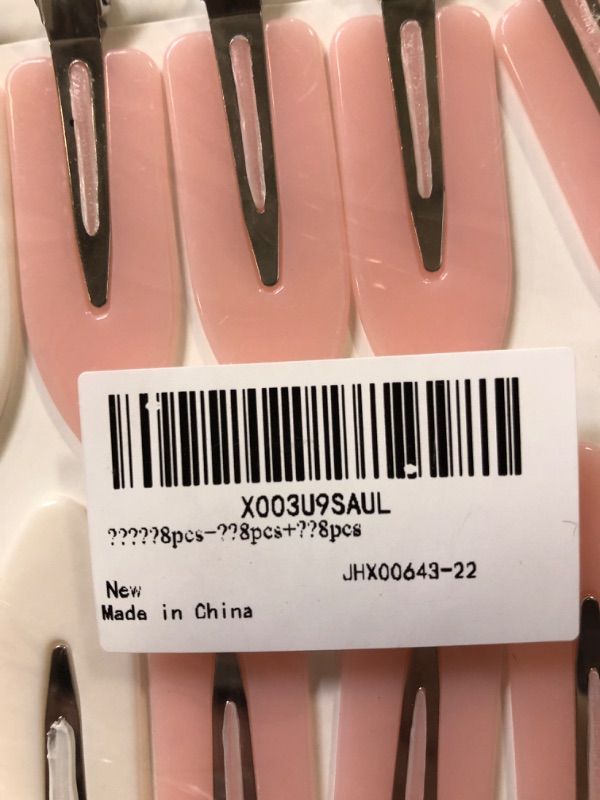 X003U9SAUL
?????8pcs-??8pcs+??8pcs
JHX00643-22
New
Made in China